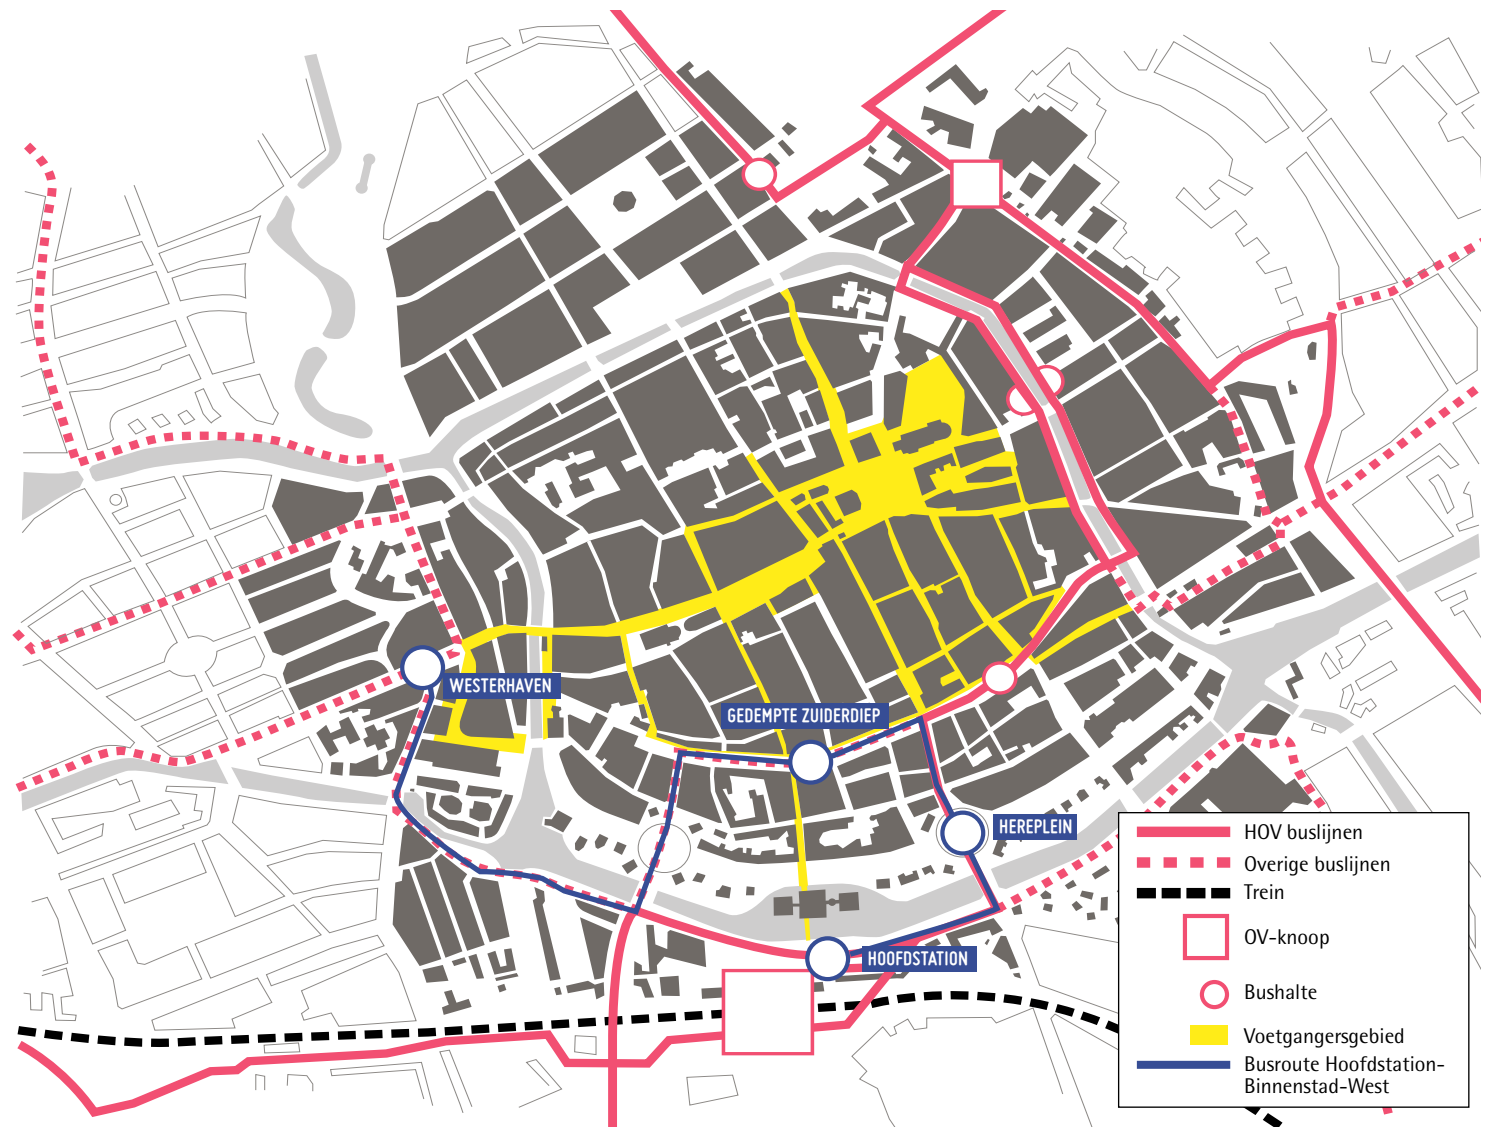 WESTERHAVEN
GEDEMPTE ZUIDERDIEP
HEREPLEIN
HOOFDSTATION
HOV buslijnen
Overige buslijnen
Trein
OV-knoop
Bushalte
Voetgangersgebied
Busroute Hoofdstation-
Binnenstad-West